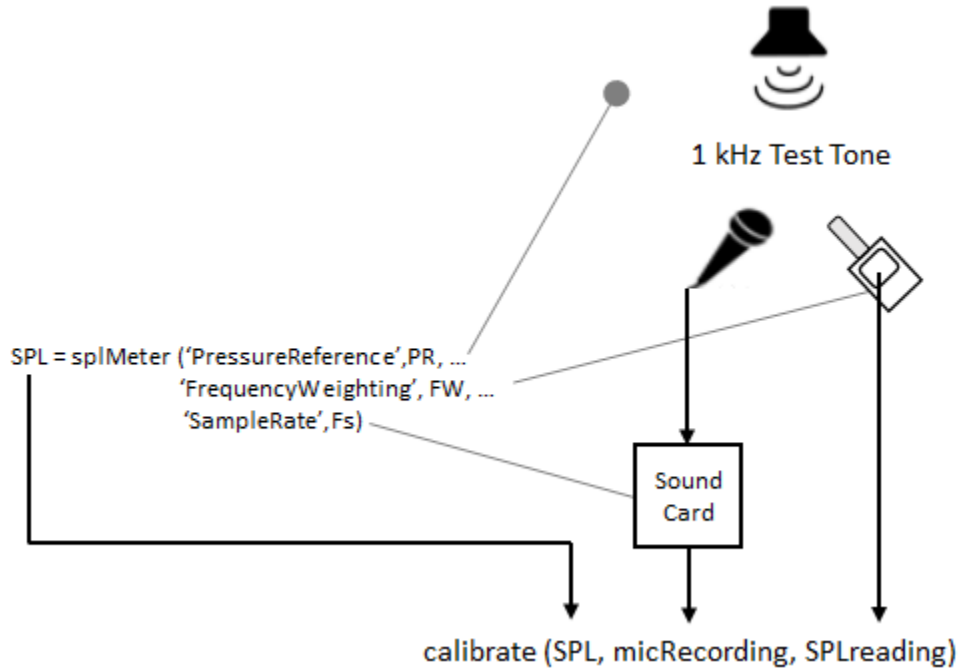 1 kHz Test Tone
SPL = splMeter (‘PressureReference’,PR, ...
‘FrequencyWeighting’, FW, ...
‘SampleRate’,Fs)
Sound
Card
calibrate (SPL, micRecording, SPLreading)